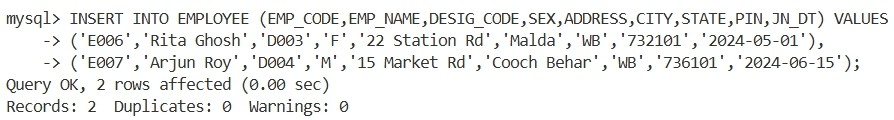 mysql> INSERT INTO EMPLOYEE (EMP_CODE,EMP_NAME,DESIG_CODE,SEX,ADDRESS,CITY,STATE,PIN,JN_DT) VALUES
    -> ('E006','Rita Ghosh','D003','F','22 Station Rd','Malda','WB','732101','2024-05-01'),
    -> ('E007','Arjun Roy','D004','M','15 Market Rd','Cooch Behar','WB','736101','2024-06-15');
Query OK, 2 rows affected (0.00 sec)
Records: 2  Duplicates: 0  Warnings: 0